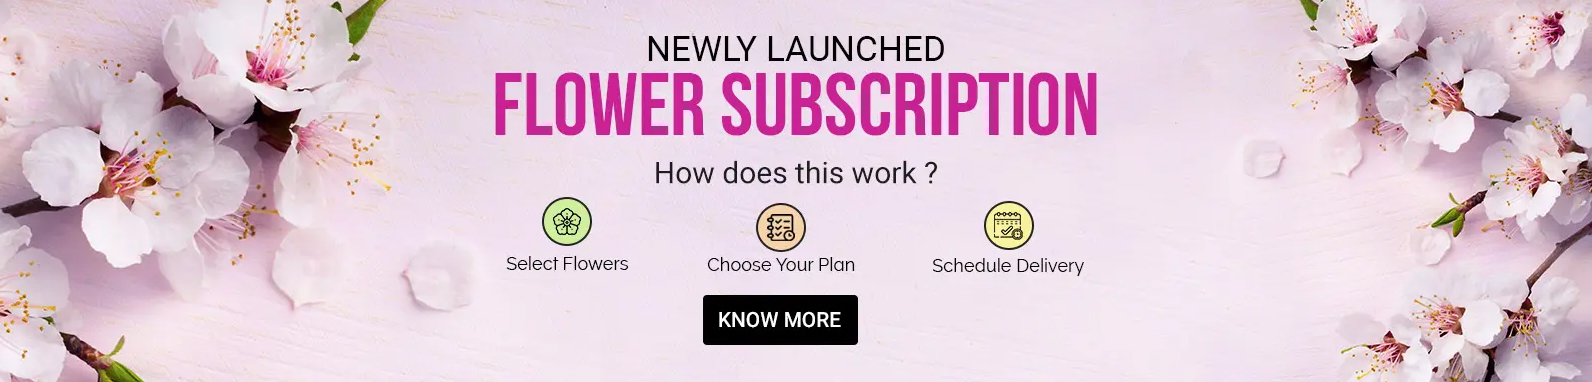 NEWLY LAUNCHED
FLOWER SUBSCRIPTION
How does this work ?
Select Flowers
Choose Your Plan
Schedule Delivery
KNOW MORE